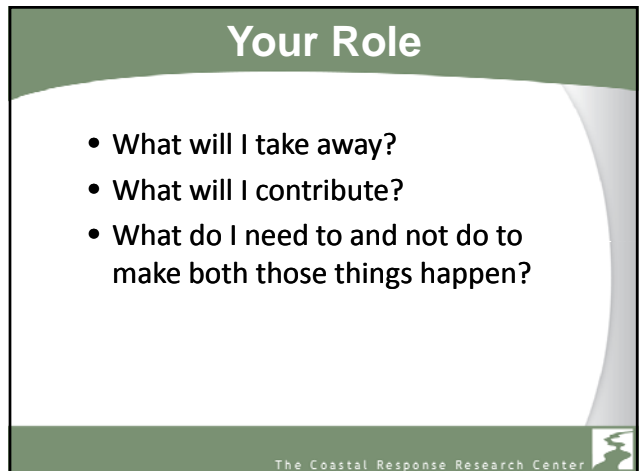 Your Role
• What will I take away?
• What will I contribute?
• What do I need to and not do to
make both those things happen?
The Coastal Response Research Center